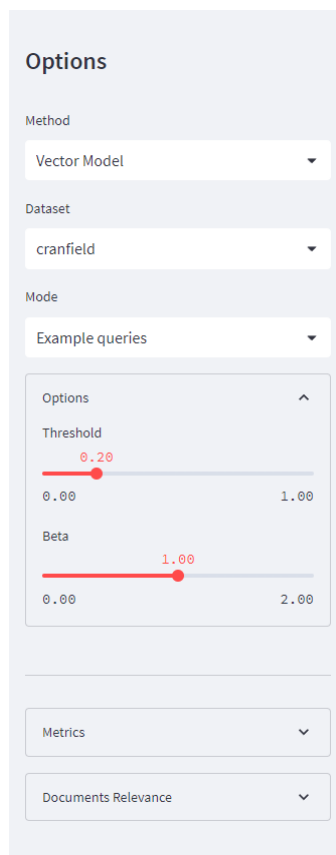 Options
Method
Vector Model
Dataset
cranfield
Mode
Example queries
Options
Threshold
0.20
0.00 1.00
Beta
1.00
0.00 2.00
Metrics
Documents Relevance